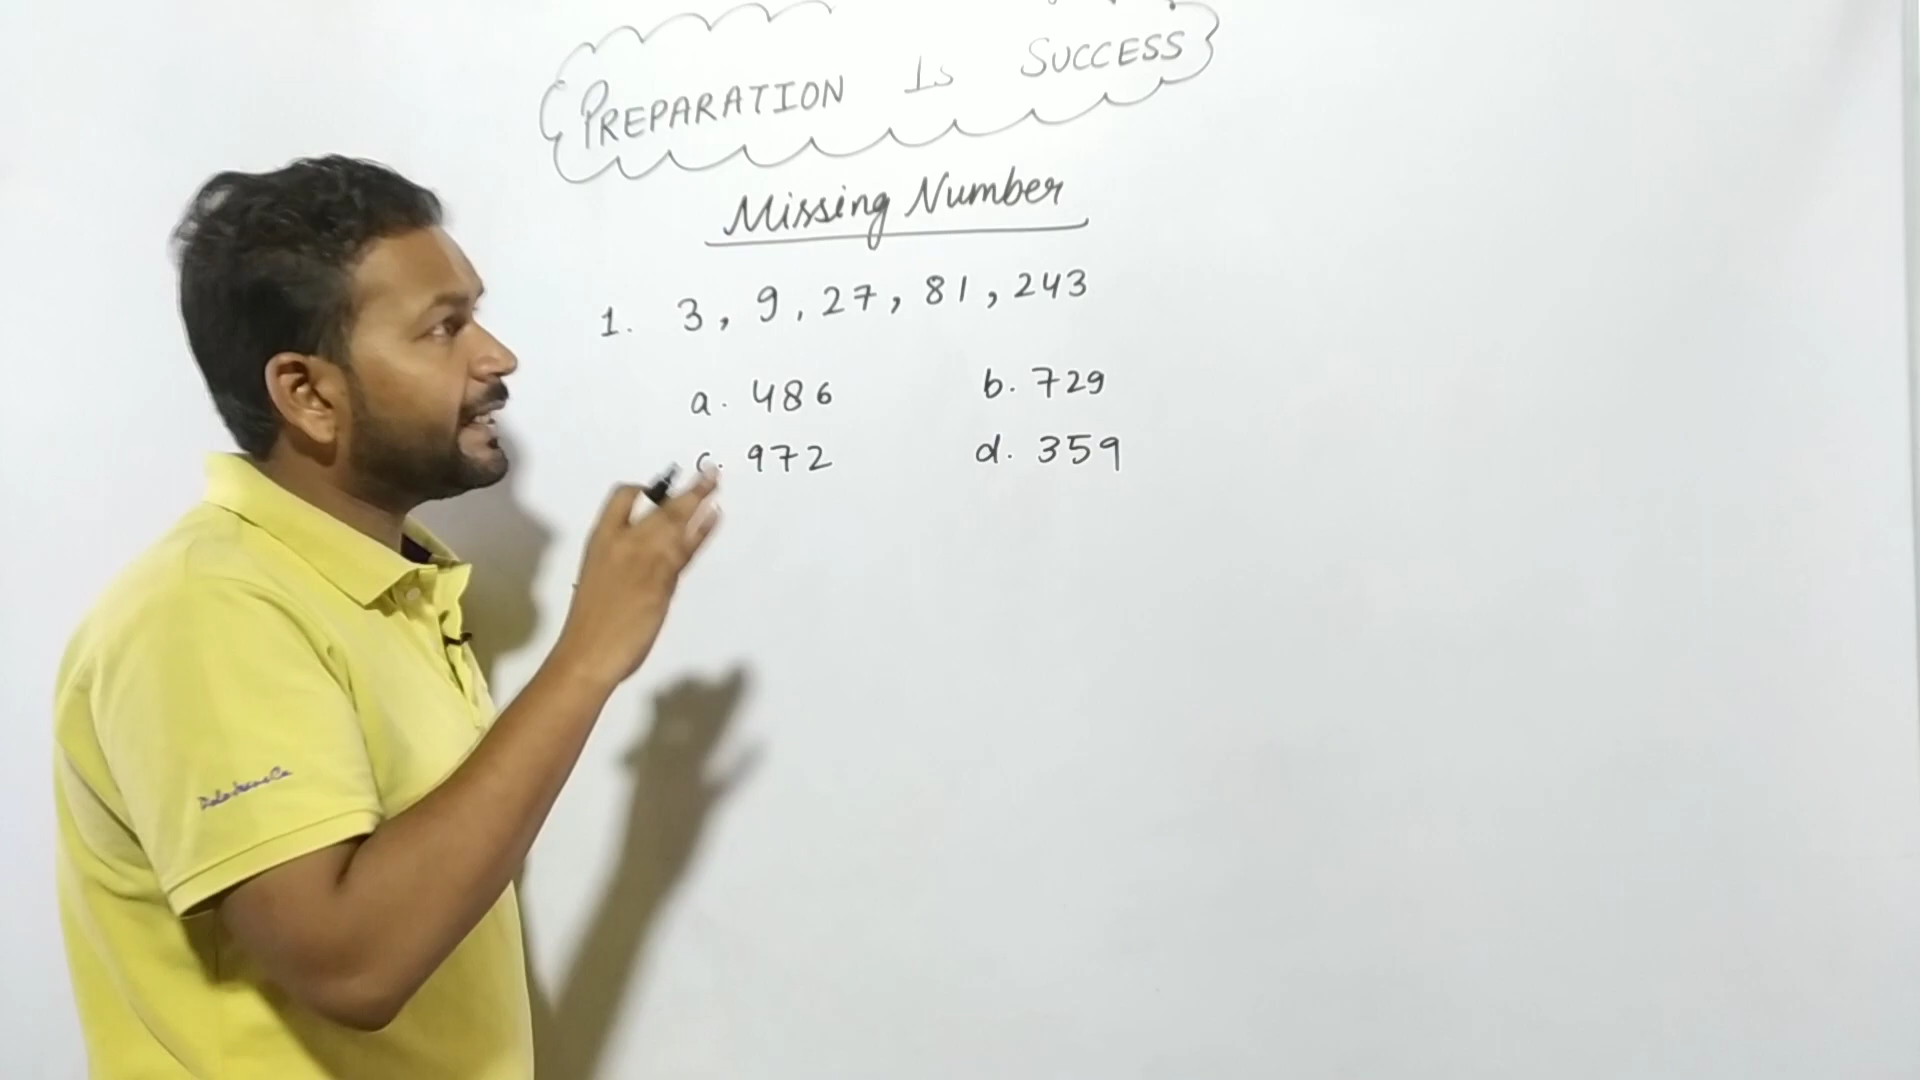 PREPARATION Is SUCCESS
Missing Number
1. 3, 9, 27, 81, 243
a. 486 b. 729
c. 972 d. 359